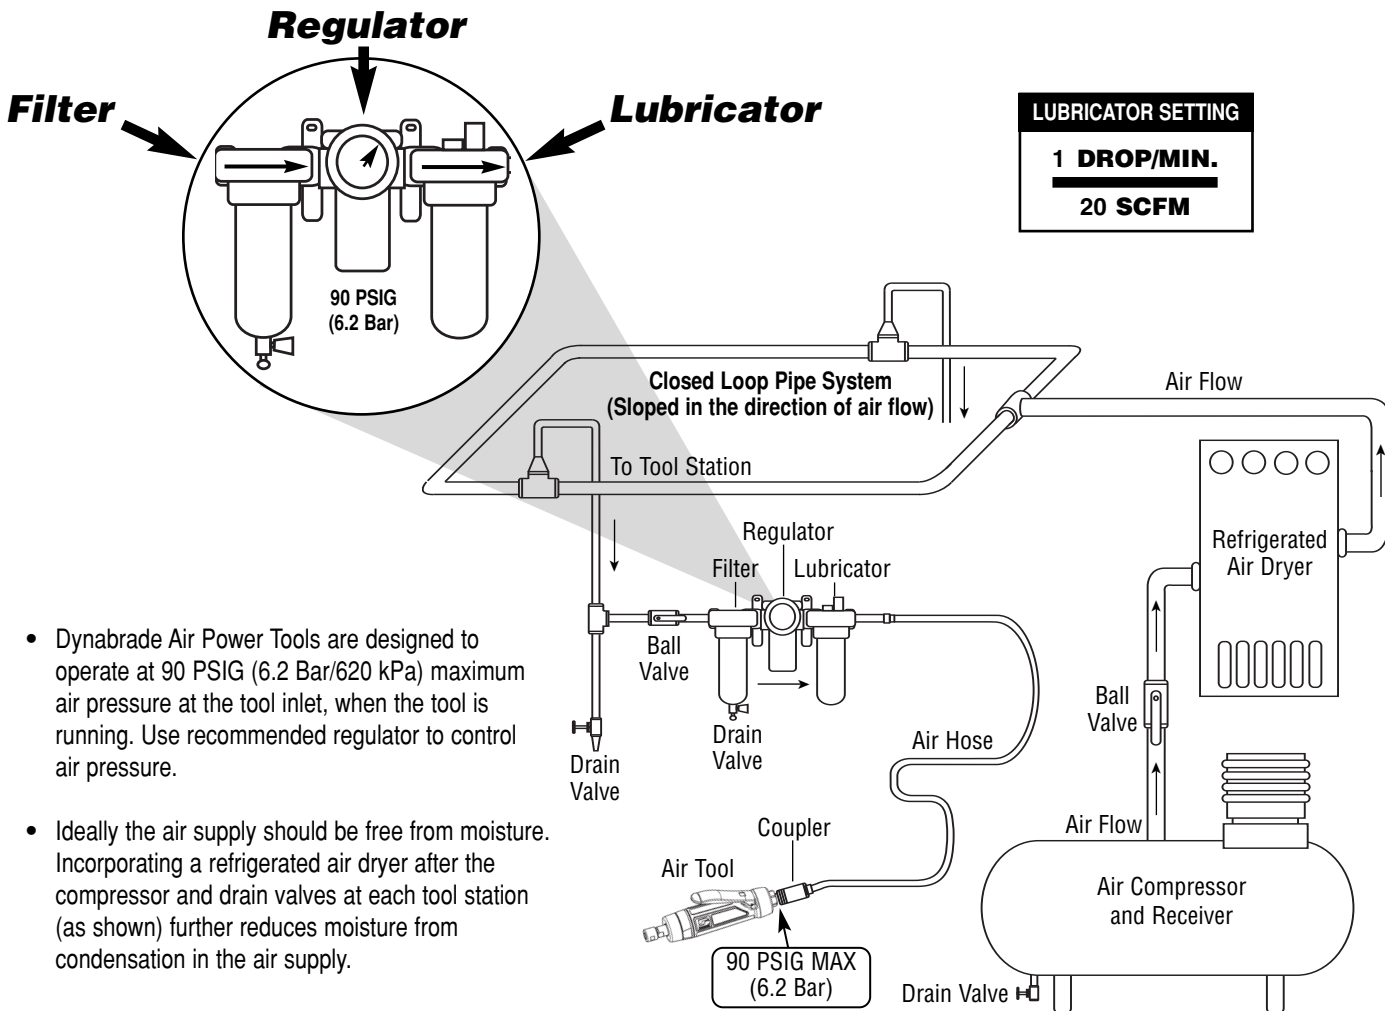 Regulator
Filter
Lubricator
90 PSIG
(6.2 Bar)
LUBRICATOR SETTING
1 DROP/MIN.
20 SCFM
Closed Loop Pipe System
(Sloped in the direction of air flow)
Air Flow
To Tool Station
Refrigerated
Air Dryer
Regulator
Filter
Lubricator
Ball
Valve
Drain
Valve
Drain
Valve
Air Hose
Ball
Valve
Air Flow
Coupler
Air Tool
90 PSIG MAX
(6.2 Bar)
Air Compressor
and Receiver
Drain Valve
• Dynabrade Air Power Tools are designed to
operate at 90 PSIG (6.2 Bar/620 kPa) maximum
air pressure at the tool inlet, when the tool is
running. Use recommended regulator to control
air pressure.
• Ideally the air supply should be free from moisture.
Incorporating a refrigerated air dryer after the
compressor and drain valves at each tool station
(as shown) further reduces moisture from
condensation in the air supply.